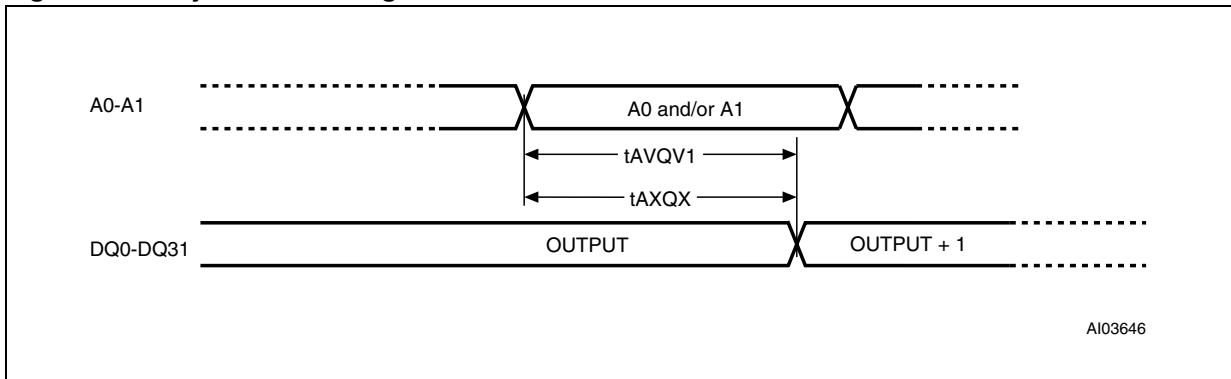 A0-A1
A0 and/or A1
tAVQV1
tAXQX
DQ0-DQ31
OUTPUT
OUTPUT + 1
AI03646